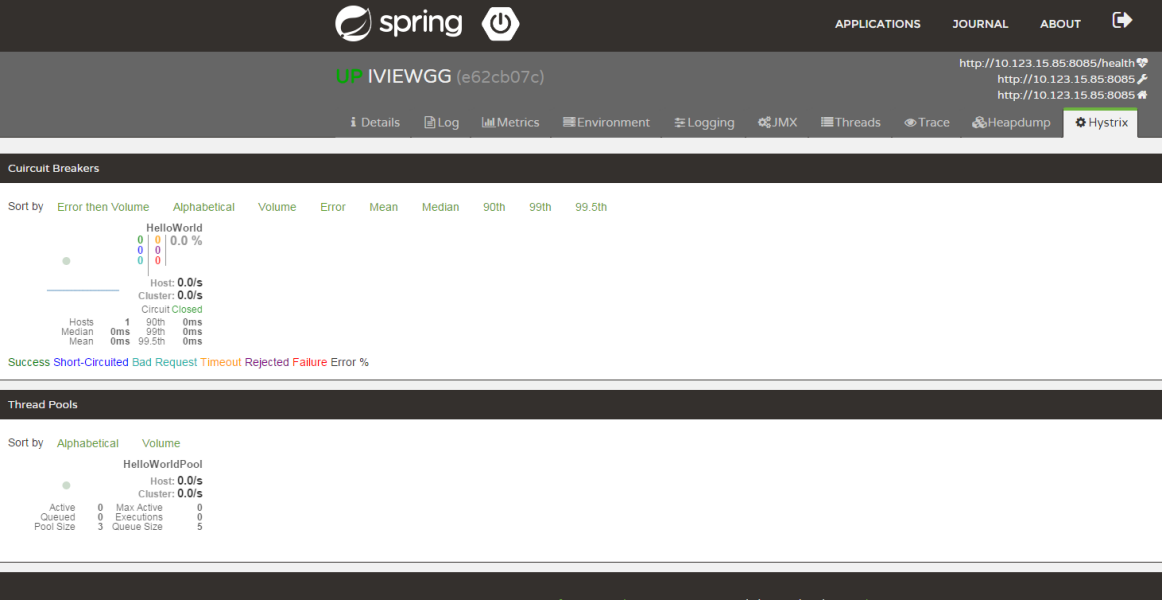 spring
APPLICATIONS JOURNAL ABOUT
UP IVIEWGG (e62cb07c)
http://10.123.15.85:8085/health
http://10.123.15.85:8085
http://10.123.15.85:8085
Details Log Metrics Environment Logging JMX Threads Trace Heapdump Hystrix
Cuircuit Breakers
Sort by Error then Volume Alphabetical Volume Error Mean Median 90th 99th 99.5th
HelloWorld
0 0 0.0 %
0 0
0 0
Host: 0.0/s
Cluster: 0.0/s
Circuit Closed
Hosts 1 90th 0ms
Median 0ms 99th 0ms
Mean 0ms 99.5th 0ms
Success Short-Circuited Bad Request Timeout Rejected Failure Error %
Thread Pools
Sort by Alphabetical Volume
HelloWorldPool
Host: 0.0/s
Cluster: 0.0/s
Active 0 Max Active 0
Queued 0 Executions 0
Pool Size 3 Queue Size 5